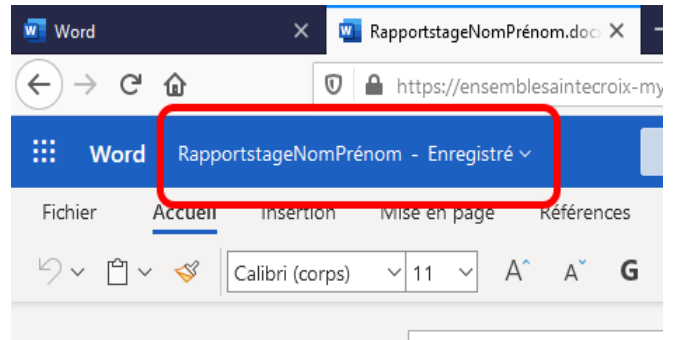 Word RapportstageNomPrénom.doc
https://ensemblesaintecroix-my
Word RapportstageNomPrénom - Enregistré
Fichier Accueil Insertion Mise en page Références
Calibri (corps) 11 A A G